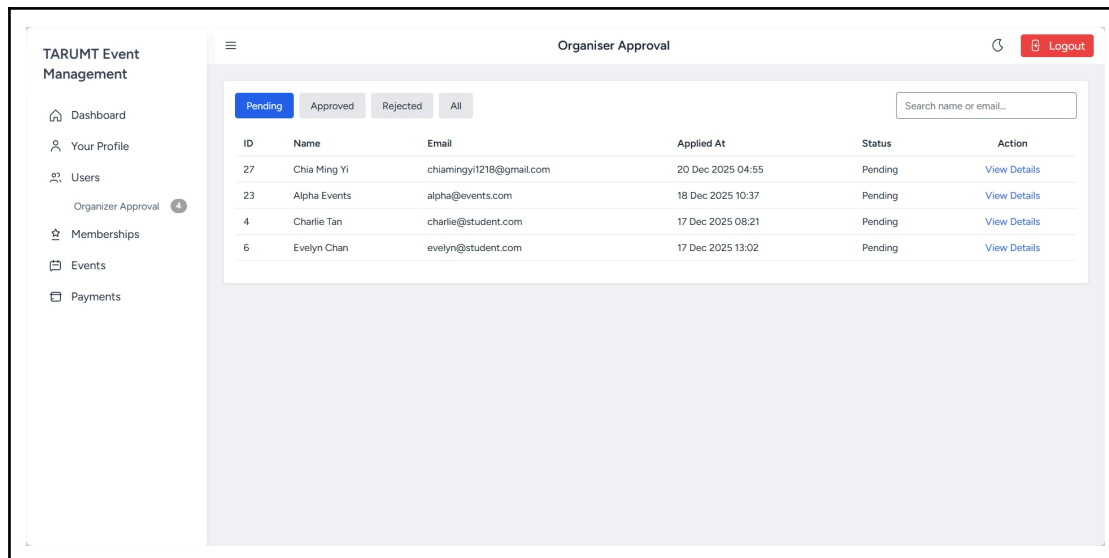 TARUMT Event
Management
Dashboard
Your Profile
Users
Organizer Approval 4
Memberships
Events
Payments
Organiser Approval
Logout
Pending Approved Rejected All
Search name or email...
ID Name Email Applied At Status Action
27 Chia Ming Yi chiamingyi1218@gmail.com 20 Dec 2025 04:55 Pending View Details
23 Alpha Events alpha@events.com 18 Dec 2025 10:37 Pending View Details
4 Charlie Tan charlie@student.com 17 Dec 2025 08:21 Pending View Details
6 Evelyn Chan evelyn@student.com 17 Dec 2025 13:02 Pending View Details